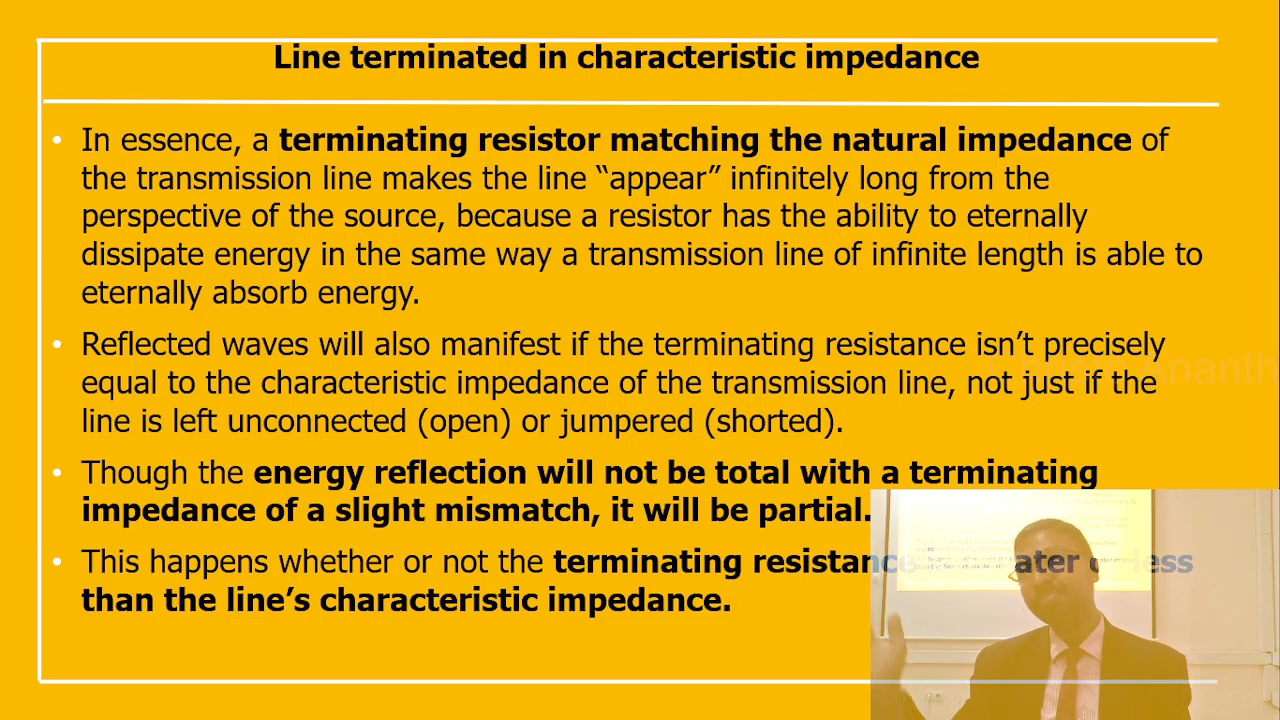 Line terminated in characteristic impedance
• In essence, a terminating resistor matching the natural impedance of
the transmission line makes the line “appear” infinitely long from the
perspective of the source, because a resistor has the ability to eternally
dissipate energy in the same way a transmission line of infinite length is able to
eternally absorb energy.
• Reflected waves will also manifest if the terminating resistance isn’t precisely
Ananth
equal to the characteristic impedance of the transmission line, not just if the
line is left unconnected (open) or jumpered (shorted).
• Though the energy reflection will not be total with a terminating
impedance of a slight mismatch, it will be partial.
• This happens whether or not the terminating resistance ater less
than the line’s characteristic impedance.